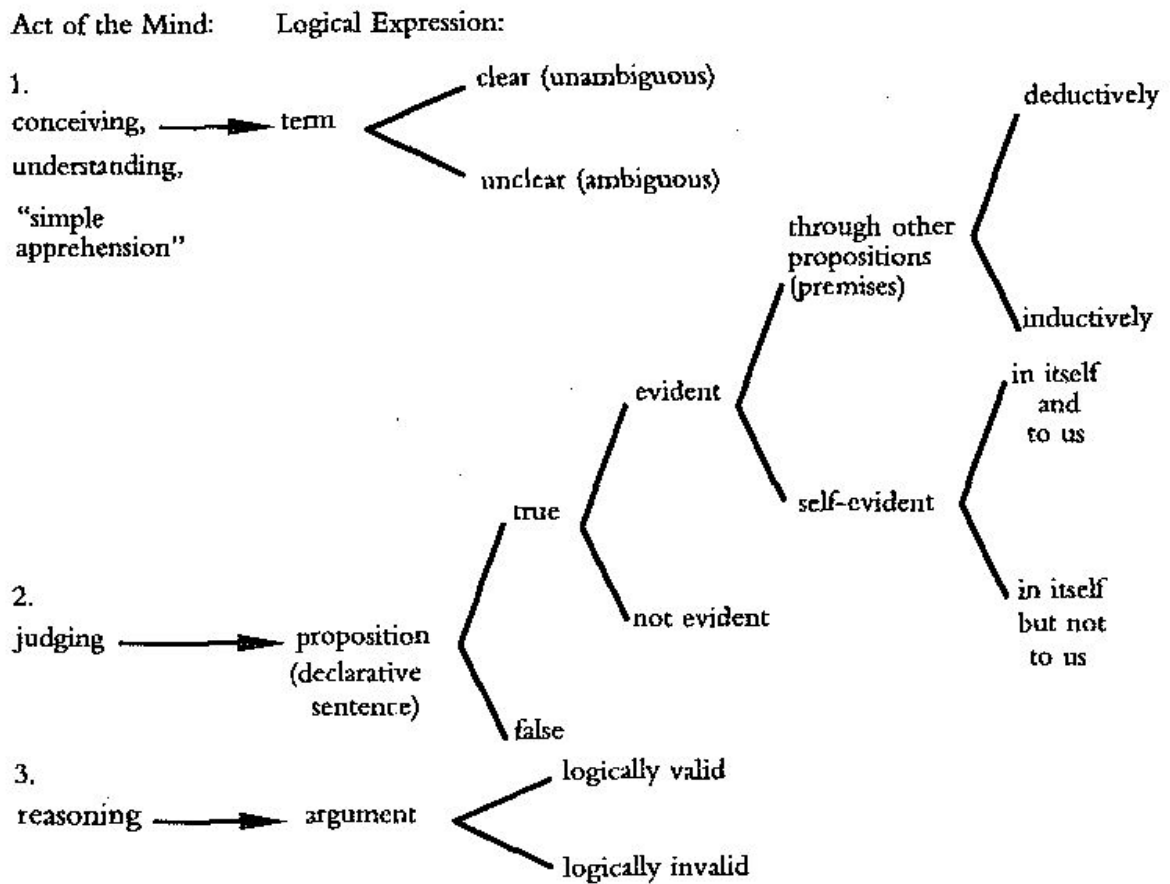 Act of the Mind: Logical Expression:
1.
conceiving,
understanding,
“simple
apprehension”
term
clear (unambiguous)
unclear (ambiguous)
2.
judging
proposition
(declarative
sentence)
true
false
evident
not evident
through other
propositions
(premises)
self-evident
deductively
inductively
in itself
and
to us
in itself
but not
to us
3.
reasoning
argument
logically valid
logically invalid